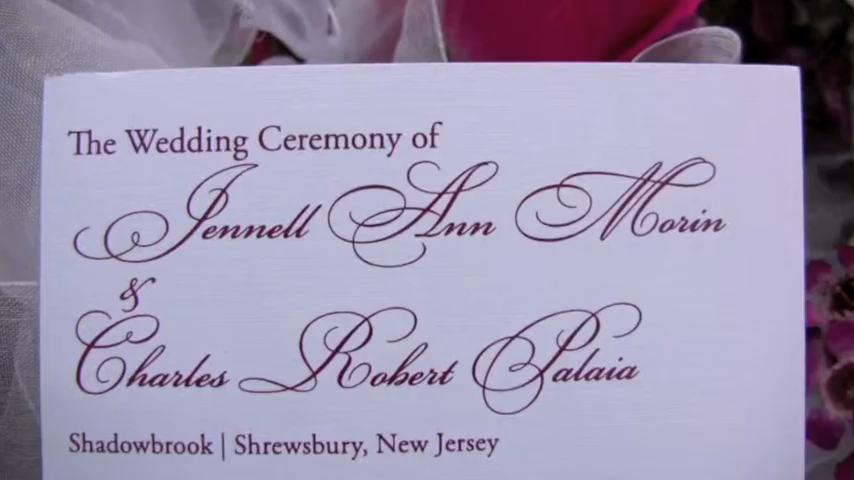 The Wedding Ceremony of
Jennell Ann Morin
&
Charles Robert Palaia
Shadowbrook | Shrewsbury, New Jersey